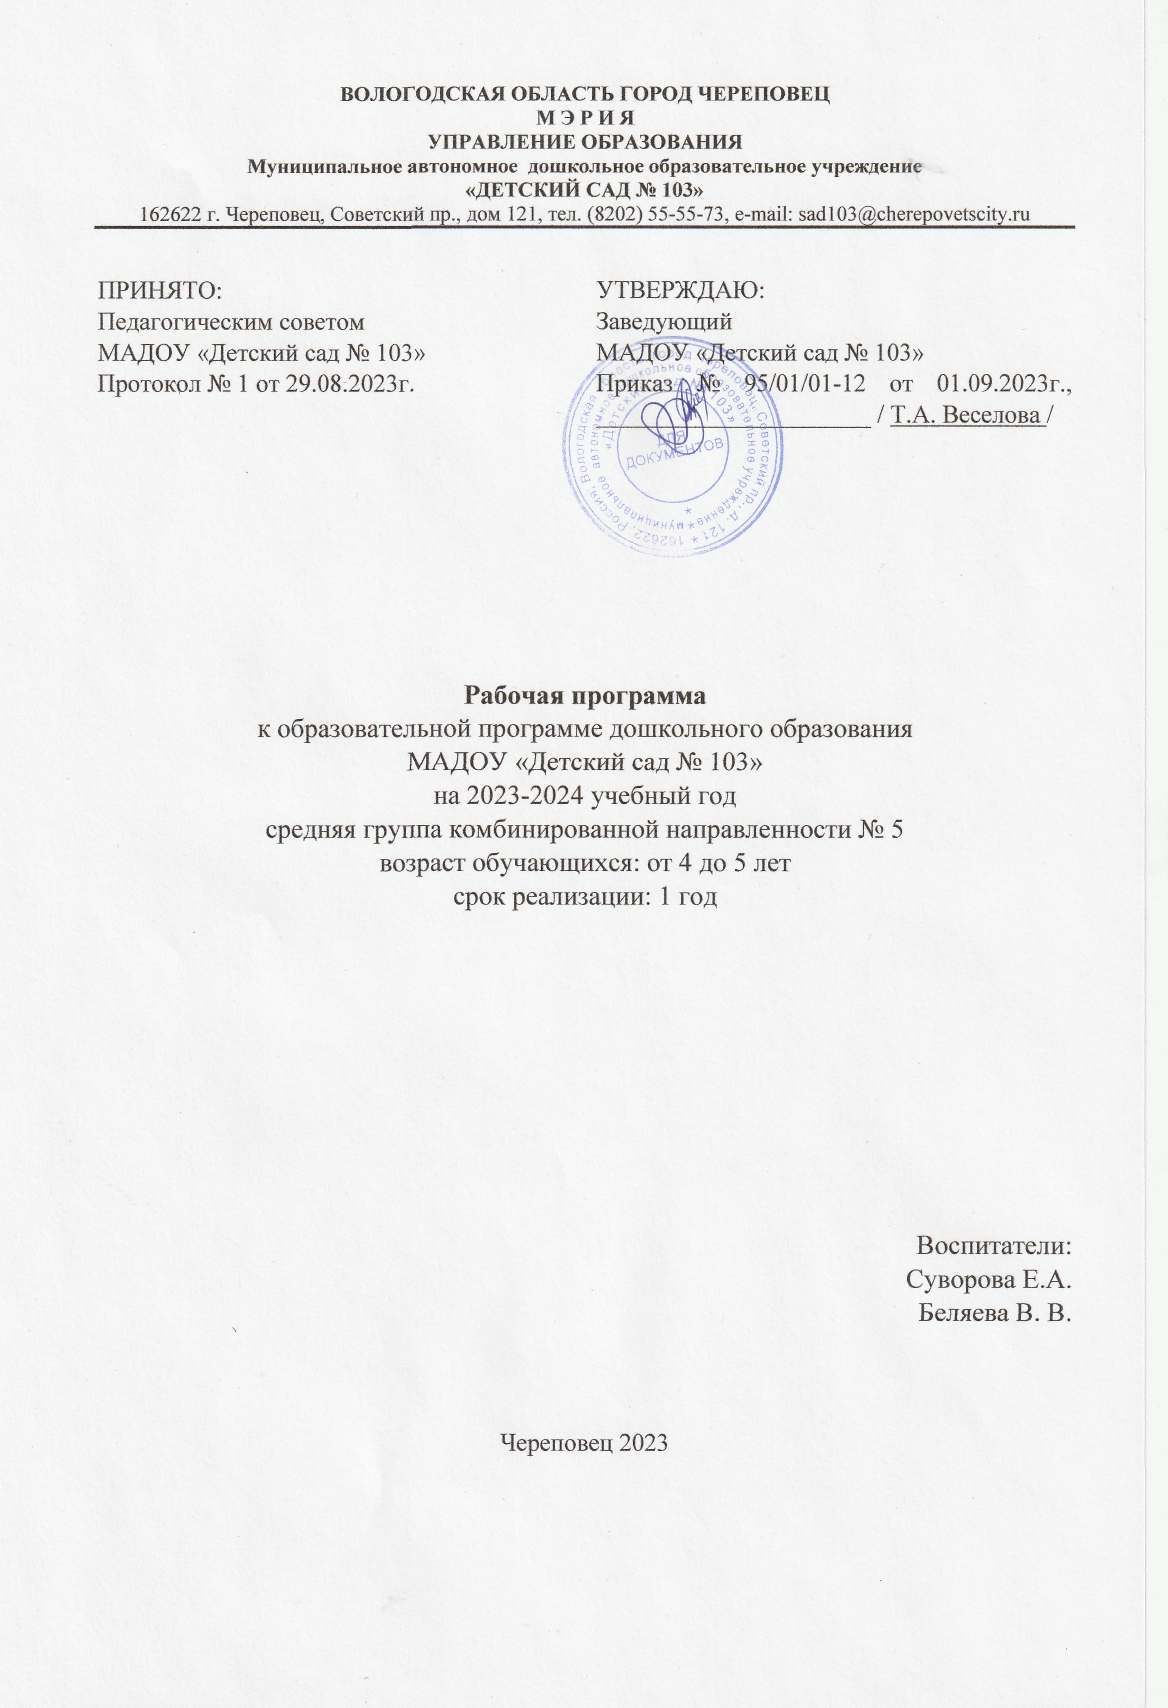 ВОЛОГОДСКАЯ ОБЛАСТЬ ГОРОД ЧЕРЕПОВЕЦ
М Э Р И Я
УПРАВЛЕНИЕ ОБРАЗОВАНИЯ
Муниципальное автономное  дошкольное образовательное учреждение
«ДЕТСКИЙ САД № 103»
162622 г. Череповец, Советский пр., дом 121, тел. (8202) 55-55-73, e-mail: sad103@cherepovetscity.ru
ПРИНЯТО:
Педагогическим советом
МАДОУ «Детский сад № 103»
Протокол № 1 от 29.08.2023г.
УТВЕРЖДАЮ:
Заведующий
МАДОУ «Детский сад № 103»
Приказ № 95/01/01-12 от 01.09.2023г.,
/ Т.А. Веселова /
ДЛЯ
ДОКУМЕНТОВ
Рабочая программа
к образовательной программе дошкольного образования
МАДОУ «Детский сад № 103»
на 2023-2024 учебный год
средняя группа комбинированной направленности № 5
возраст обучающихся: от 4 до 5 лет
срок реализации: 1 год
Воспитатели:
Суворова Е.А.
Беляева В. В.
Череповец 2023